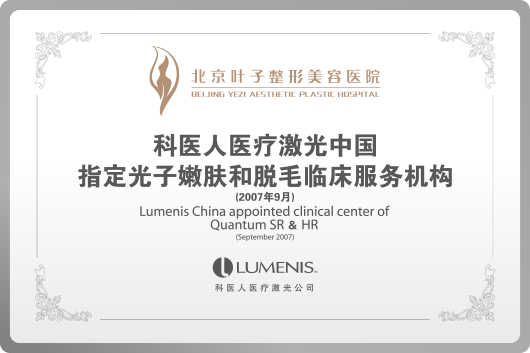 北京叶子整形美容医院
BEIJING YEZI AESTHETIC PLASTIC HOSPITAL
科医人医疗激光中国
指定光子嫩肤和脱毛临床服务机构
(2007年9月)
Lumenis China appointed clinical center of
Quantum SR & HR
(September 2007)
LUMENIS™
科医人医疗激光公司